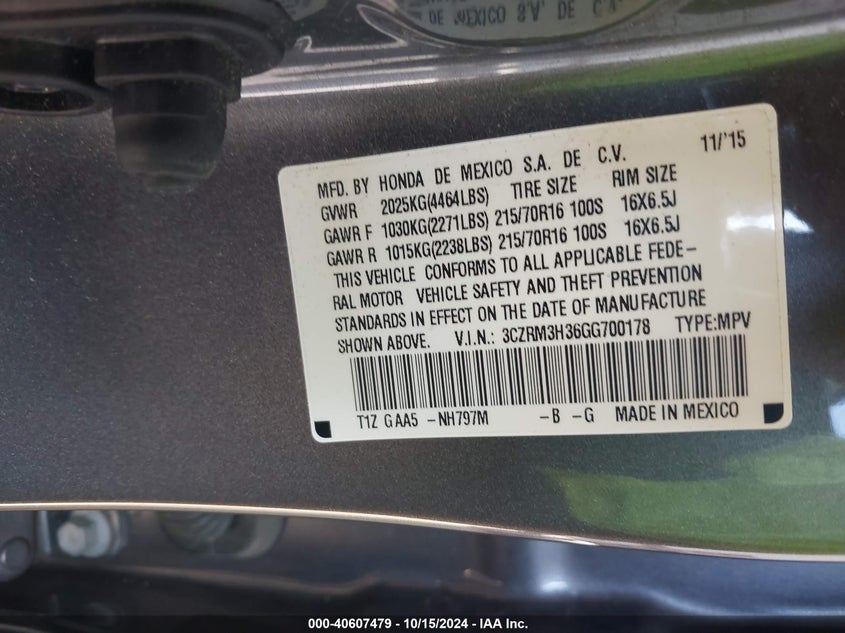 DE MEXICO S.A. DE C.V.
11/'15
MFD. BY HONDA DE MEXICO S.A. DE C.V.
GVWR 2025KG(4464LBS) TIRE SIZE RIM SIZE
GAWR F 1030KG(2271LBS) 215/70R16 100S 16X6.5J
GAWR R 1015KG(2238LBS) 215/70R16 100S 16X6.5J
THIS VEHICLE CONFORMS TO ALL APPLICABLE FEDE-
RAL MOTOR VEHICLE SAFETY AND THEFT PREVENTION
STANDARDS IN EFFECT ON THE DATE OF MANUFACTURE
SHOWN ABOVE. V.I.N.: 3CZRM3H36GG700178 TYPE:MPV
T1Z GAA5 -NH797M -B -G MADE IN MEXICO
000-40607479 - 10/15/2024 - IAA Inc.